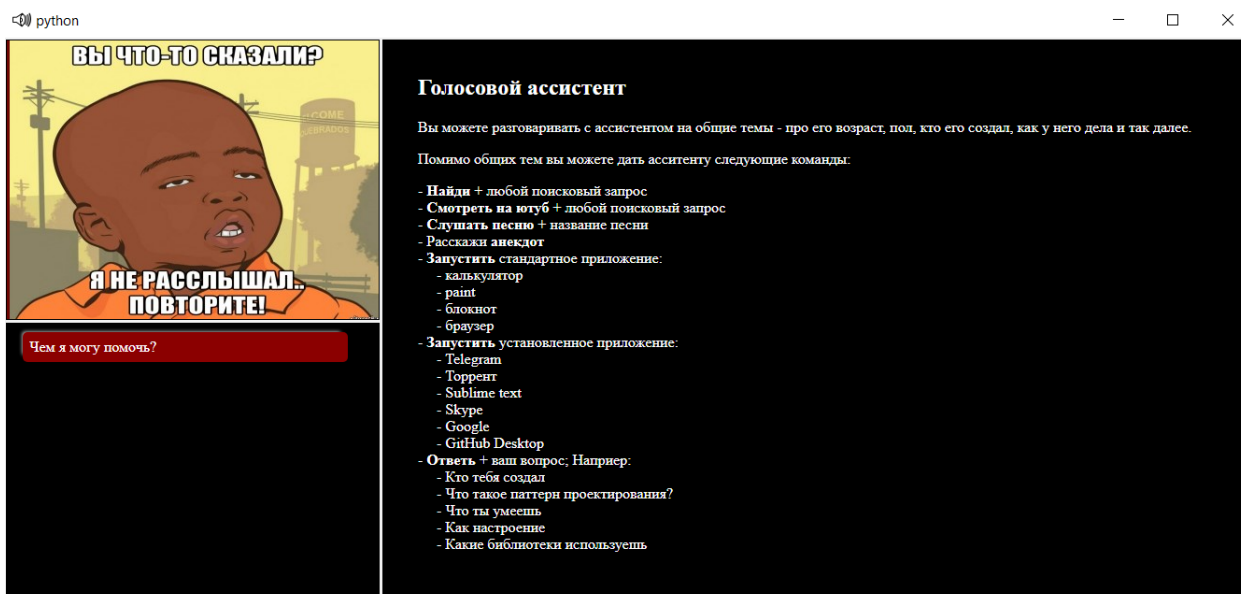 python
ВЫ ЧТО-ТО СКАЗАЛИ?
Я НЕ РАССЛЫШАЛ..
ПОВТОРИТЕ!
Чем я могу помочь?
Голосовой ассистент
Вы можете разговаривать с ассистентом на общие темы - про его возраст, пол, кто его создал, как у него дела и так далее.
Помимо общих тем вы можете дать асситенту следующие команды:
- Найди + любой поисковый запрос
- Смотреть на ютуб + любой поисковый запрос
- Слушать песню + название песни
- Расскажи анекдот
- Запустить стандартное приложение:
- калькулятор
- paint
- блокнот
- браузер
- Запустить установленное приложение:
- Telegram
- Торрент
- Sublime text
- Skype
- Google
- GitHub Desktop
- Ответь + ваш вопрос; Наприер:
- Кто тебя создал
- Что такое паттерн проектирования?
- Что ты умеешь
- Как настроение
- Какие библиотеки используешь